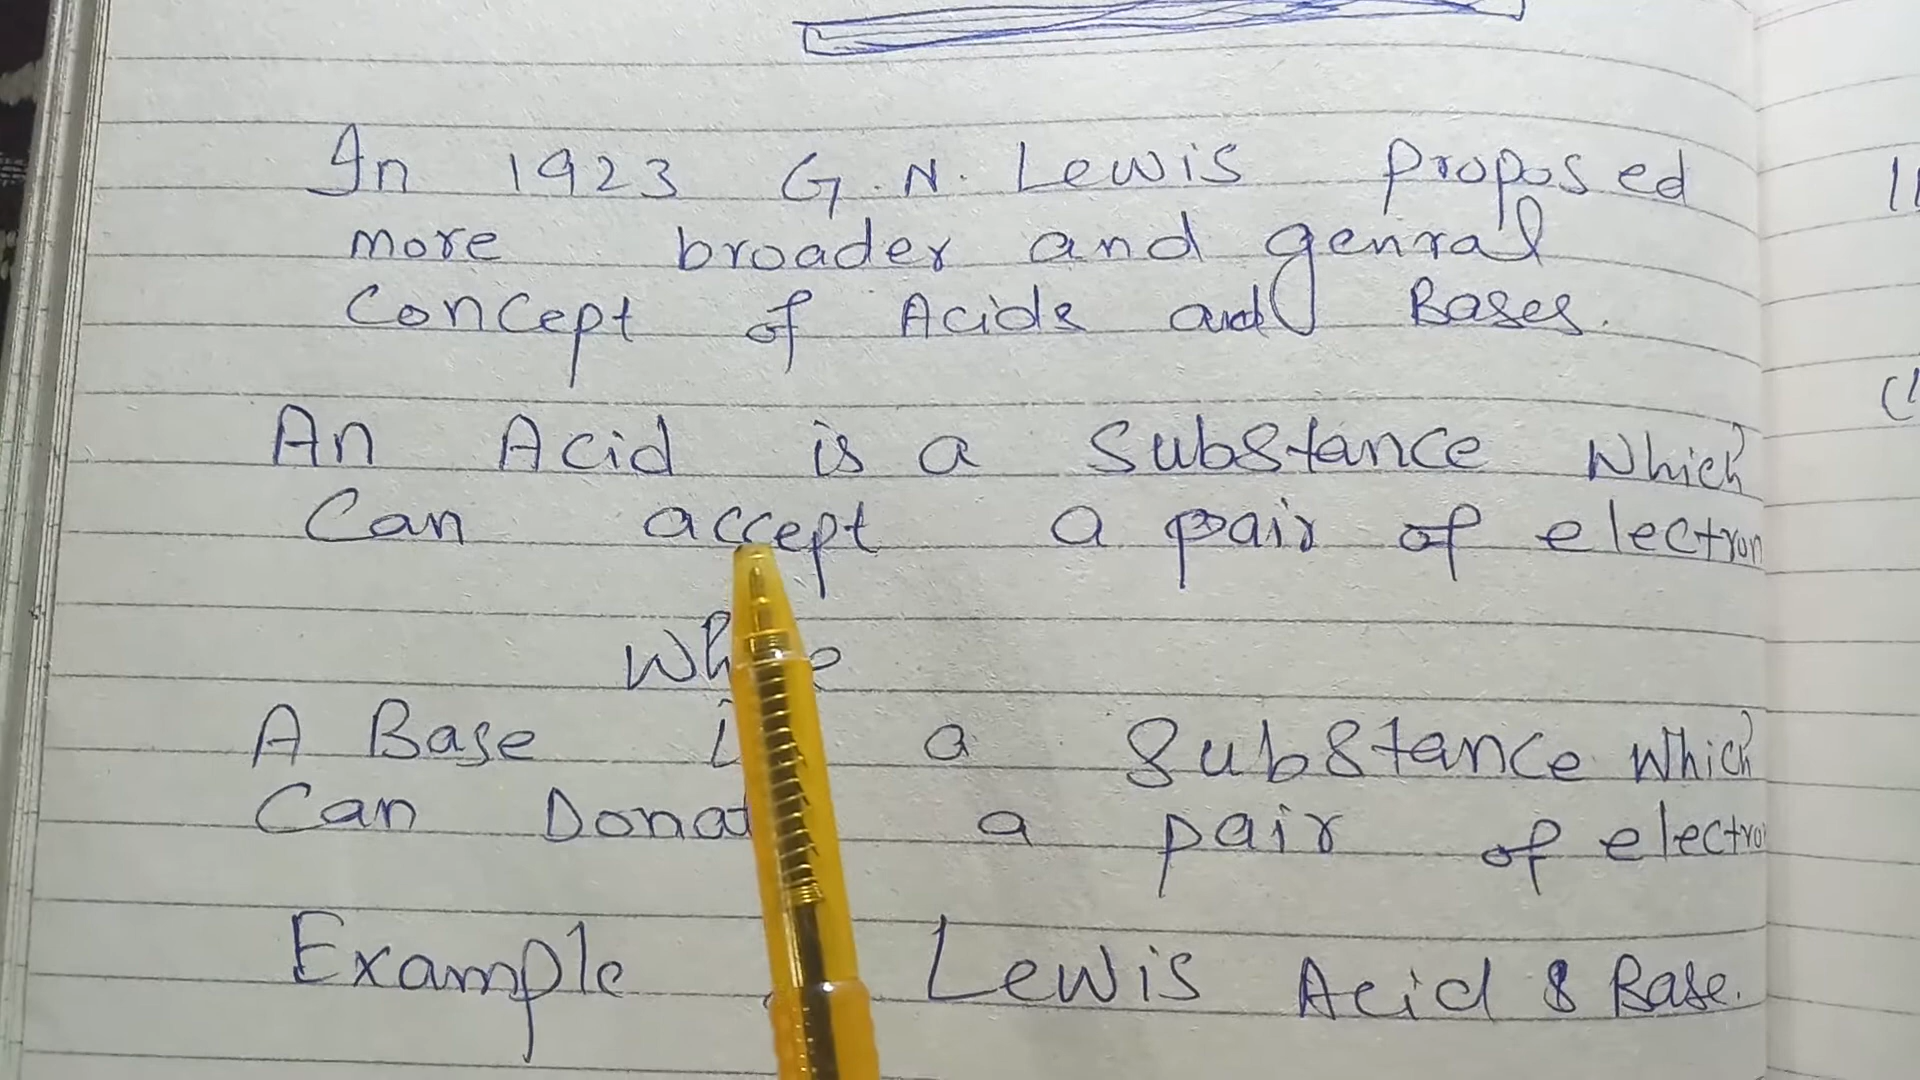 In 1923 G.N. Lewis proposed
more broader and genral
Concept of Acids and Bases.
An Acid is a Substance Which
Can accept a pair of electron
A Base a Substance Which
Can a pair of
Example Lewis Acid & Base.